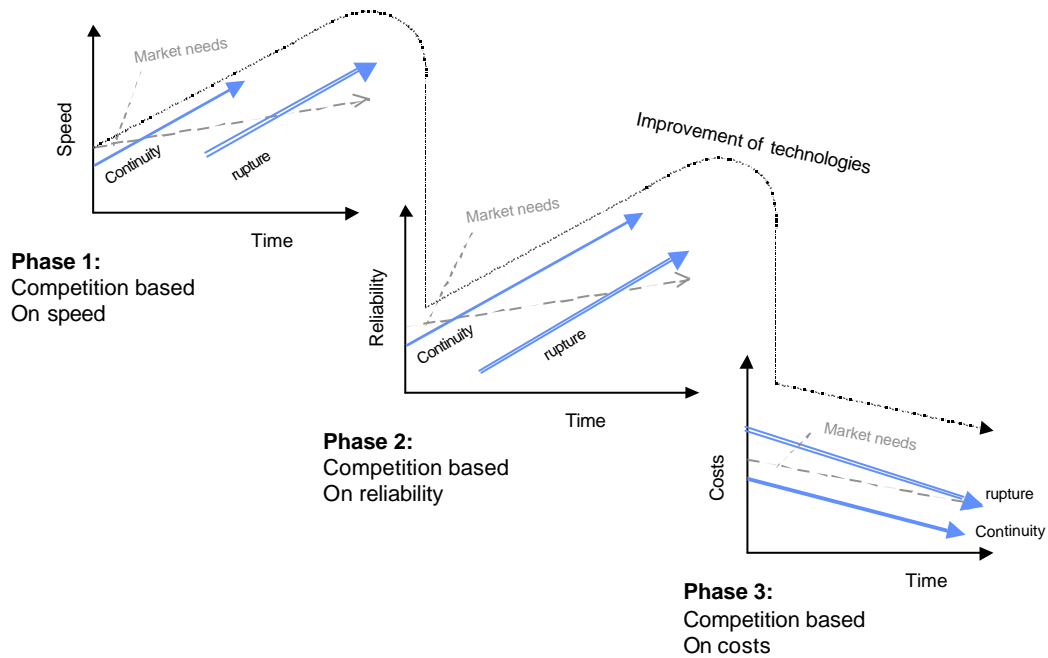 Market needs
Speed
Continuity
rupture
Time
Phase 1:
Competition based
On speed
Improvement of technologies
Market needs
Reliability
Continuity
rupture
Time
Phase 2:
Competition based
On reliability
Market needs
Costs
rupture
Continuity
Time
Phase 3:
Competition based
On costs